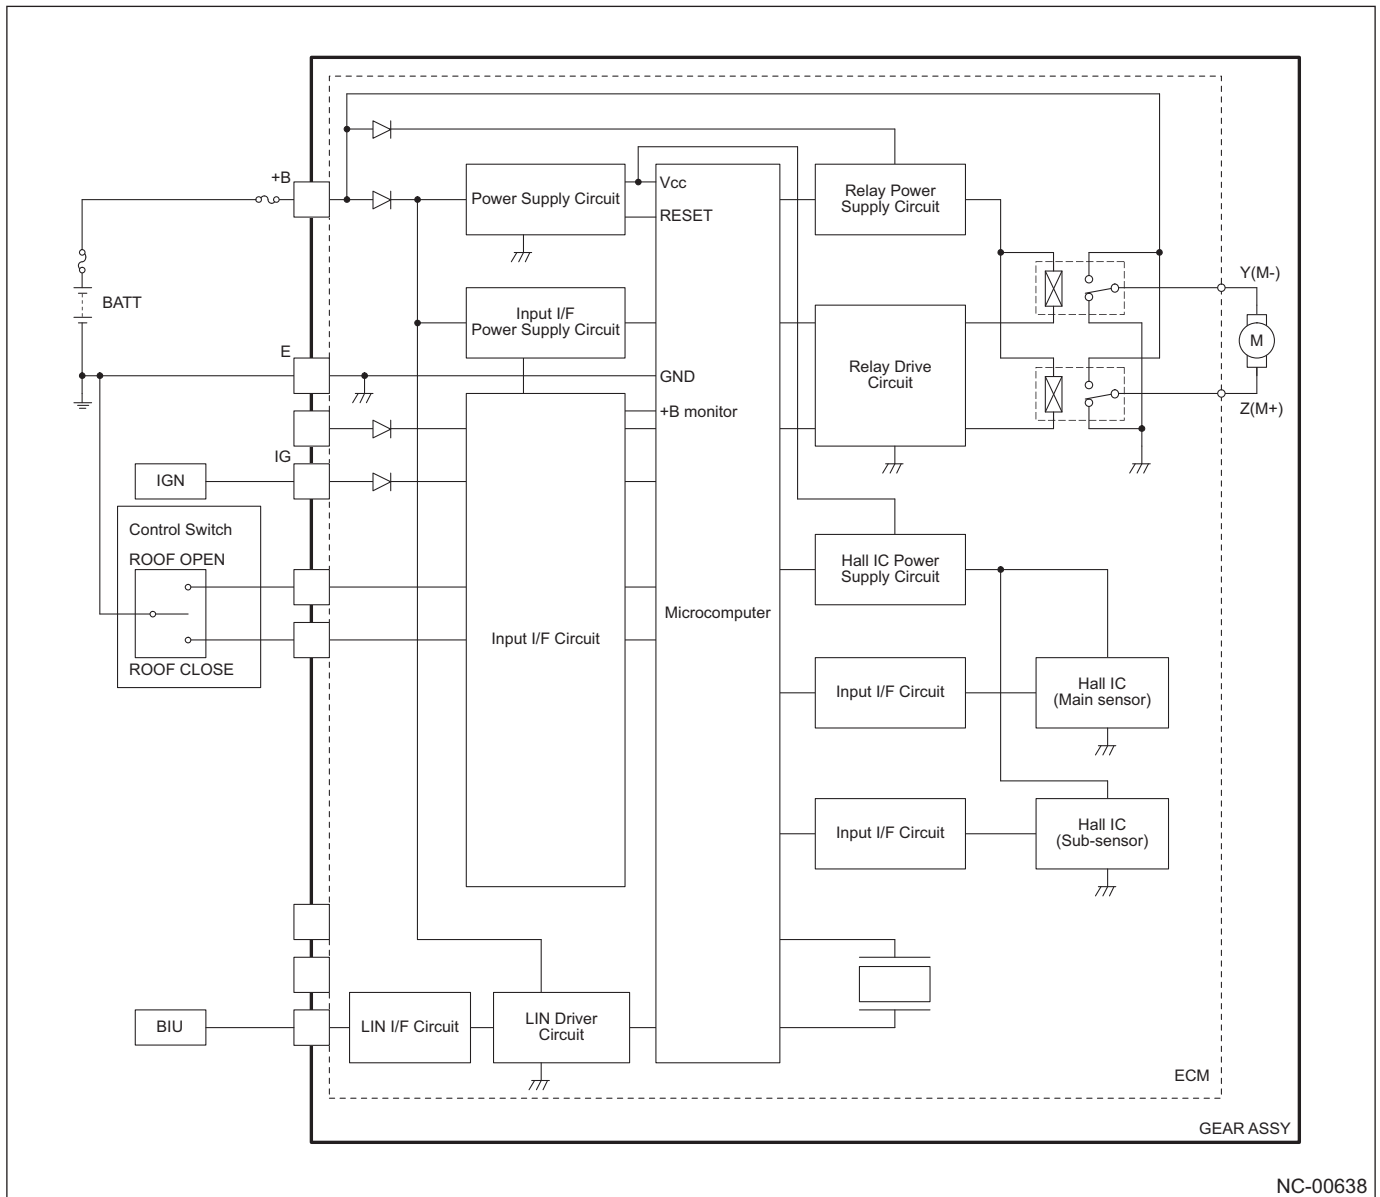 +B
Power Supply Circuit
Vcc
RESET
Relay Power
Supply Circuit
Y(M-)
BATT
Input I/F
Power Supply Circuit
M
E
GND
Relay Drive
Circuit
+B monitor
Z(M+)
IG
IGN
Control Switch
ROOF OPEN
Hall IC Power
Supply Circuit
Microcomputer
Input I/F Circuit
ROOF CLOSE
Input I/F Circuit
Hall IC
(Main sensor)
Input I/F Circuit
Hall IC
(Sub-sensor)
BIU
LIN I/F Circuit
LIN Driver
Circuit
ECM
GEAR ASSY
NC-00638